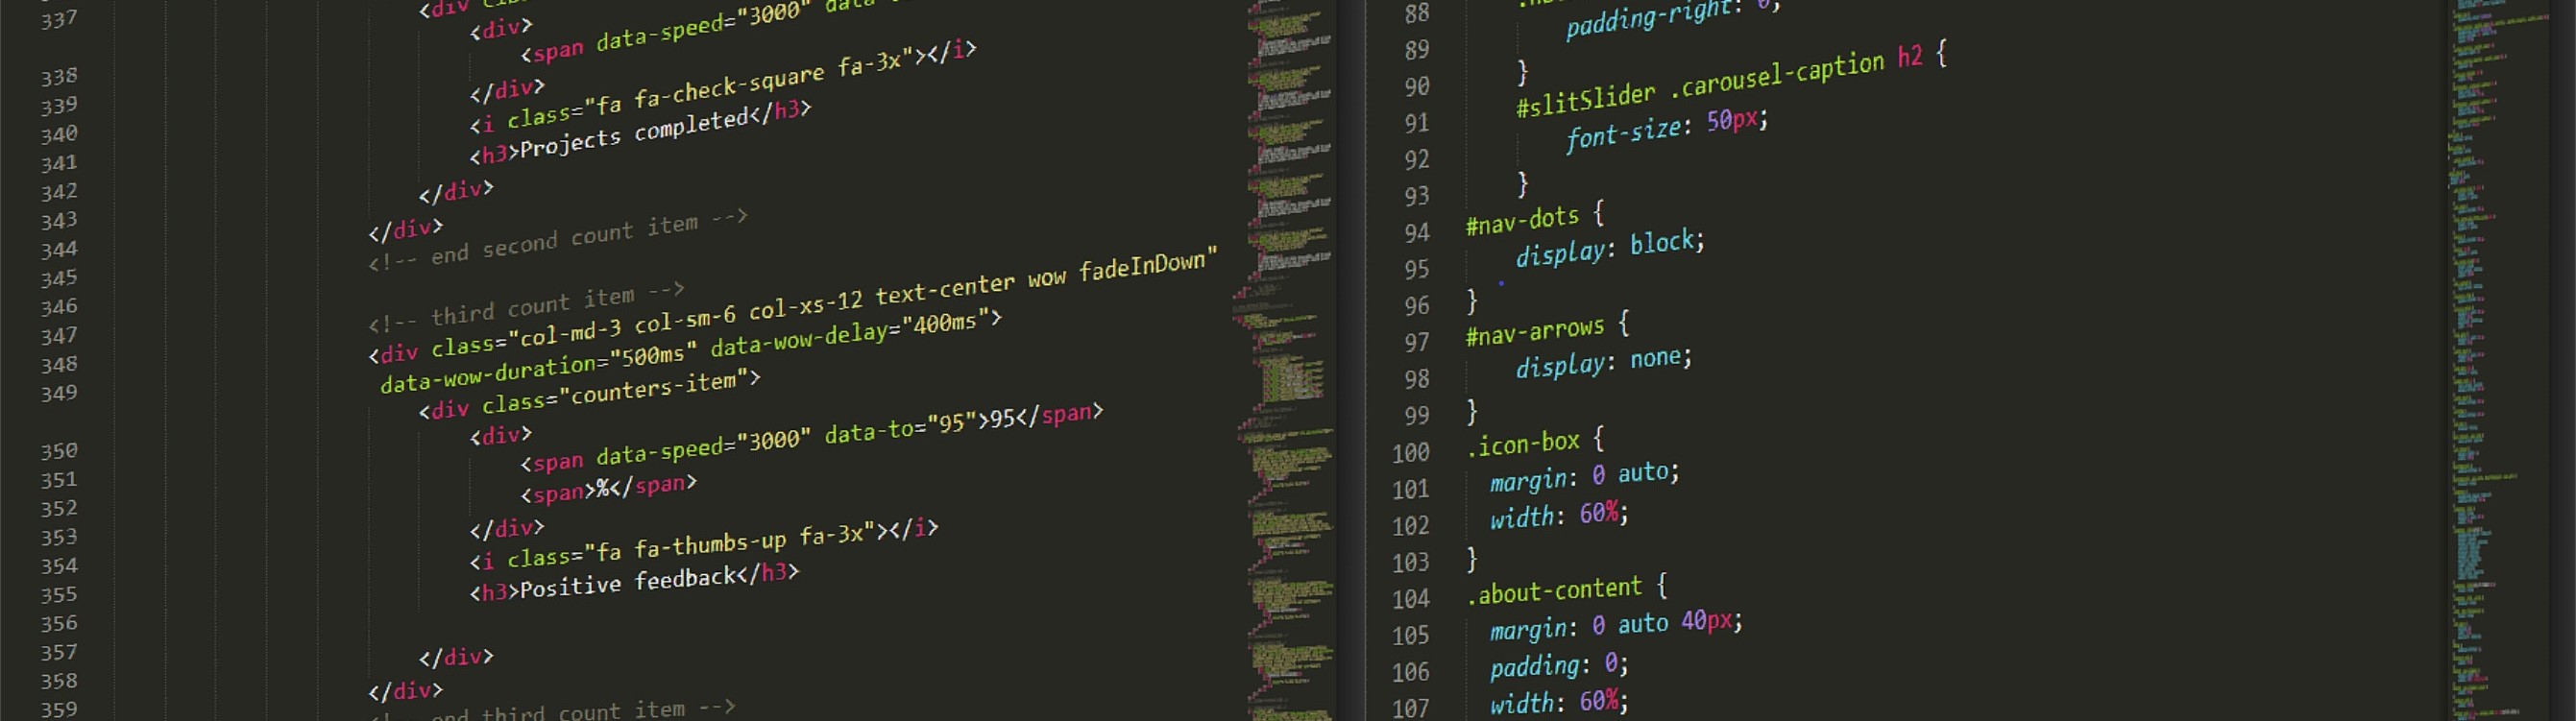 337
338
339
340
341
342
343
344
345
346
347
348
349
350
351
352
353
354
355
356
357
358
359
<div
<div>
<span data-speed="3000"
</div>
<i class="fa fa-check-square fa-3x"></i>
<h3>Projects completed</h3>
</div>
</div>
<!-- end second count item -->
<!-- third count item -->
<div class="col-md-3 col-sm-6 col-xs-12 text-center wow fadeInDown"
data-wow-duration="500ms" data-wow-delay="400ms">
<div class="counters-item">
<div>
<span data-speed="3000" data-to="95">95</span>
<span>%</span>
</div>
<i class="fa fa-thumbs-up fa-3x"></i>
<h3>Positive feedback</h3>
</div>
</div>
end third count item -->
88
89
90
91
92
93
94
95
96
97
98
99
100
101
102
103
104
105
106
107
padding-right: 0;
}
#slitSlider .carousel-caption h2 {
font-size: 50px;
}
#nav-dots {
display: block;
}
#nav-arrows {
display: none;
}
.icon-box {
margin: 0 auto;
width: 60%;
}
.about-content {
margin: 0 auto 40px;
padding: 0;
width: 60%;